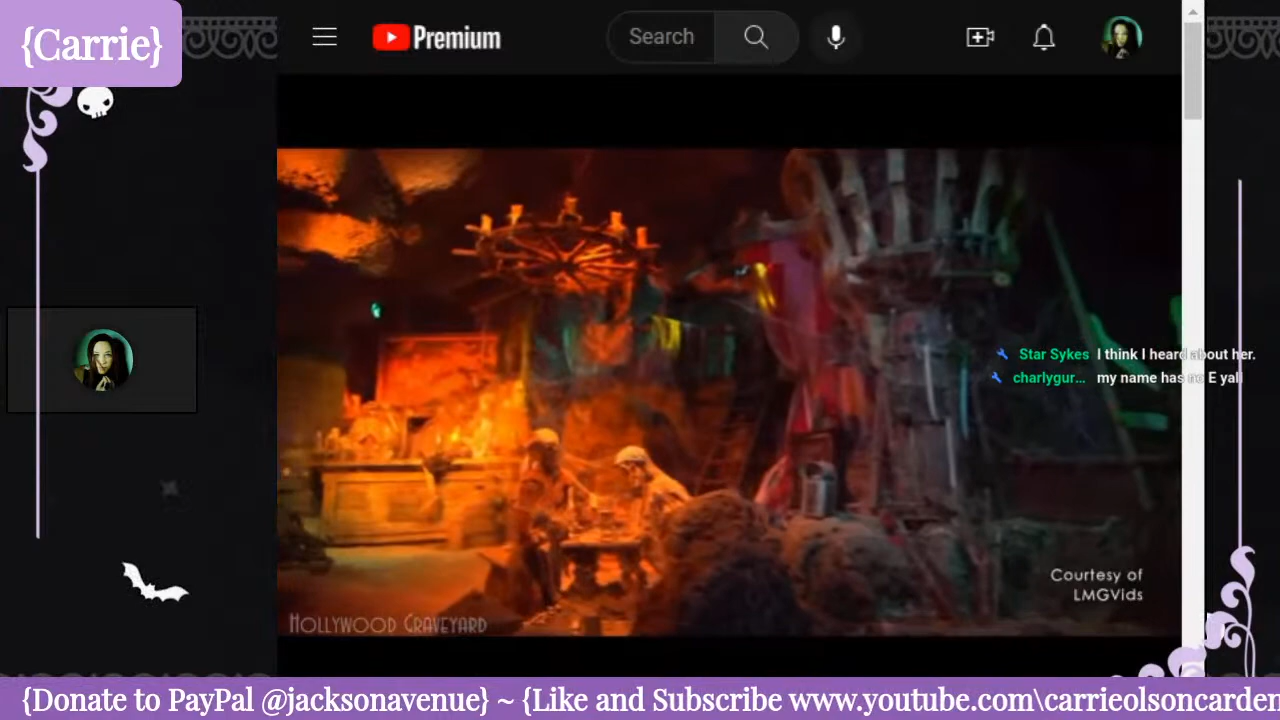 {Carrie}
Premium
Search
Star Sykes I think I heard about her.
charlygur... my name has no E yall
Courtesy of
LMGVids
HOLLYWOOD GRAVEYARD
{Donate to PayPal @jacksonavenue} ~ {Like and Subscribe www.youtube.com\carrieolsoncarden